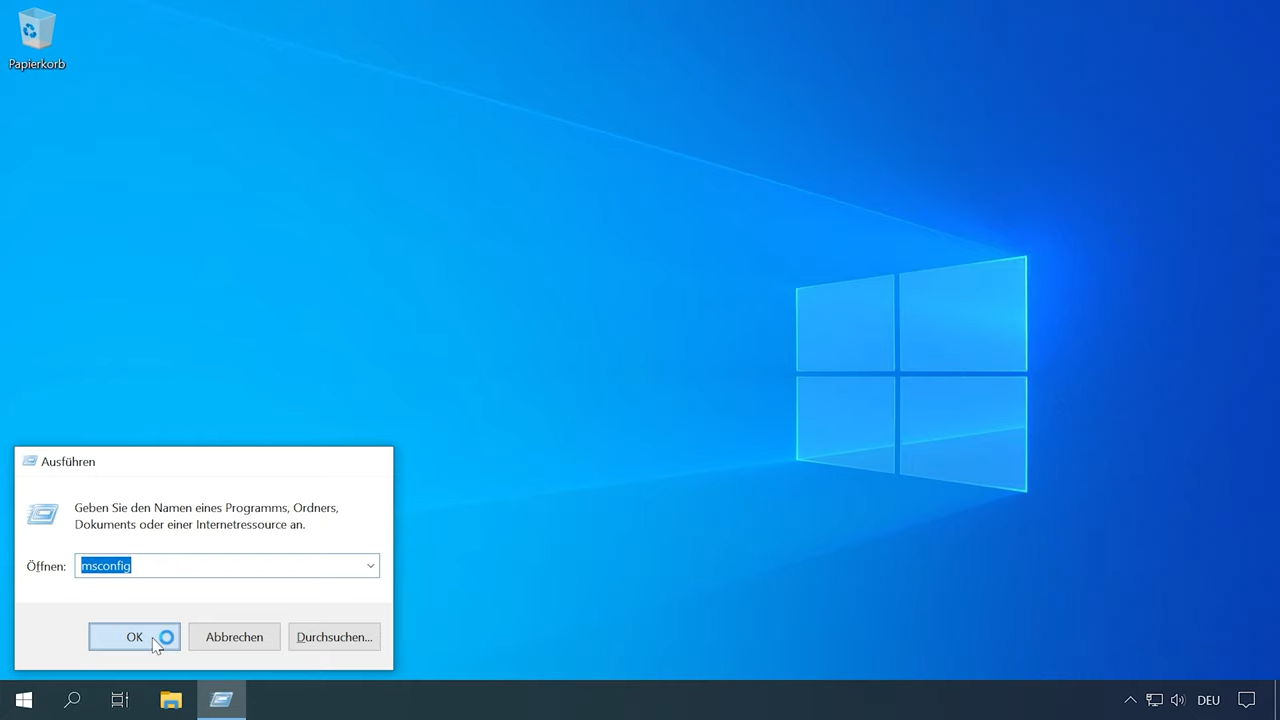 Papierkorb
Ausführen
Geben Sie den Namen eines Programms, Ordners,
Dokuments oder einer Internetressource an.
Öffnen: msconfig
OK Abbrechen Durchsuchen...
DEU